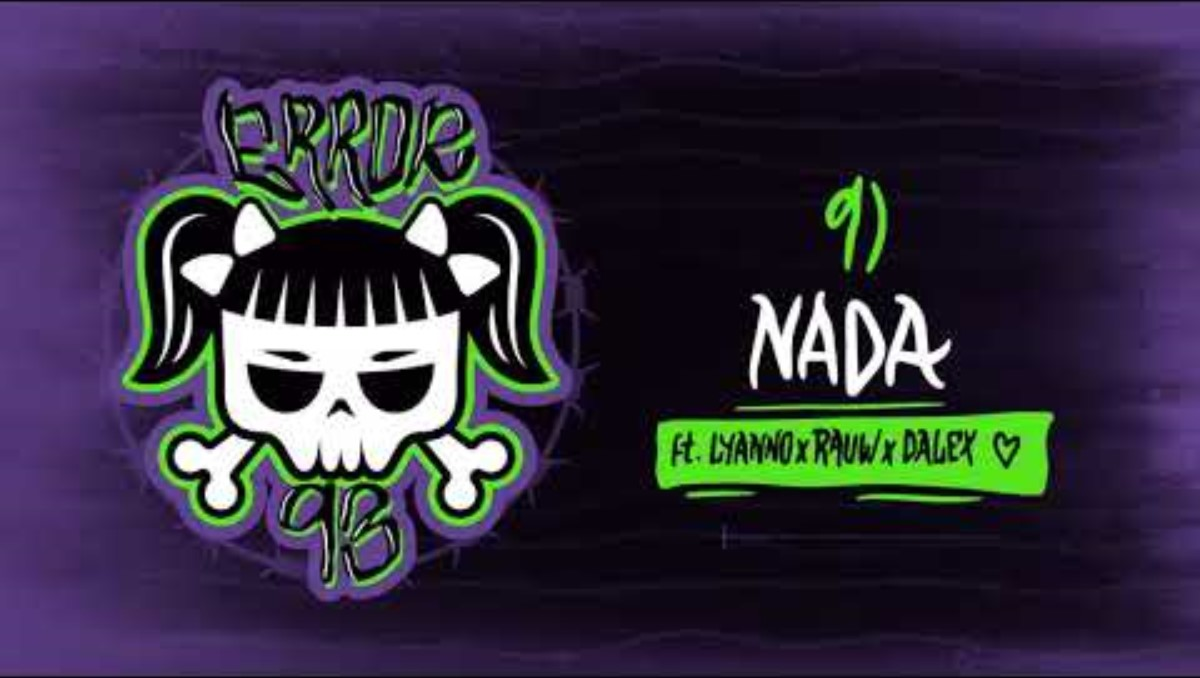 ERROR
93
9)
NADA
ft. LYANNO x RAUW x DALEX ♡